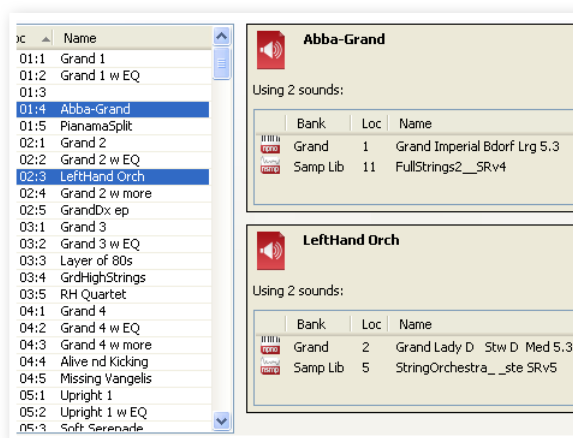 oc Name
01:1 Grand 1
01:2 Grand 1 w EQ
01:3
01:4 Abba-Grand
01:5 PianamaSplit
02:1 Grand 2
02:2 Grand 2 w EQ
02:3 LeftHand Orch
02:4 Grand 2 w more
02:5 GrandDx ep
03:1 Grand 3
03:2 Grand 3 w EQ
03:3 Layer of 80s
03:4 GrdHighStrings
03:5 RH Quartet
04:1 Grand 4
04:2 Grand 4 w EQ
04:3 Grand 4 w more
04:4 Alive nd Kicking
04:5 Missing Vangelis
05:1 Upright 1
05:2 Upright 1 w EQ
05:3 Soft Serenade
Abba-Grand
Using 2 sounds:
Bank Loc Name
npno Grand 1 Grand Imperial Bdorf Lrg 5.3
nsmp Samp Lib 11 FullStrings2__SRv4
LeftHand Orch
Using 2 sounds:
Bank Loc Name
npno Grand 2 Grand Lady D Stw D Med 5.3
nsmp Samp Lib 5 StringOrchestra_ _ste SRv5